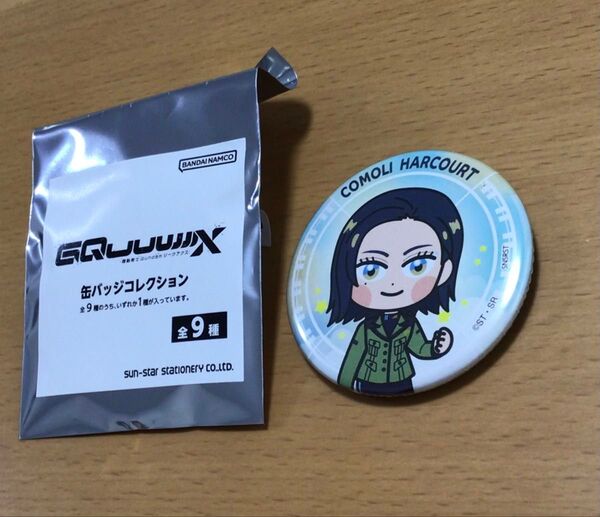 BANDAI NAMCO
GQuuuuuuX
機動戦士Gundam ジークアクス
缶バッジコレクション
全9種のうち、いずれか1種が入っています。
全9種
sun-star stationery co.,ltd.
COMOLI HARCOURT
SNSRST
©ST・SR